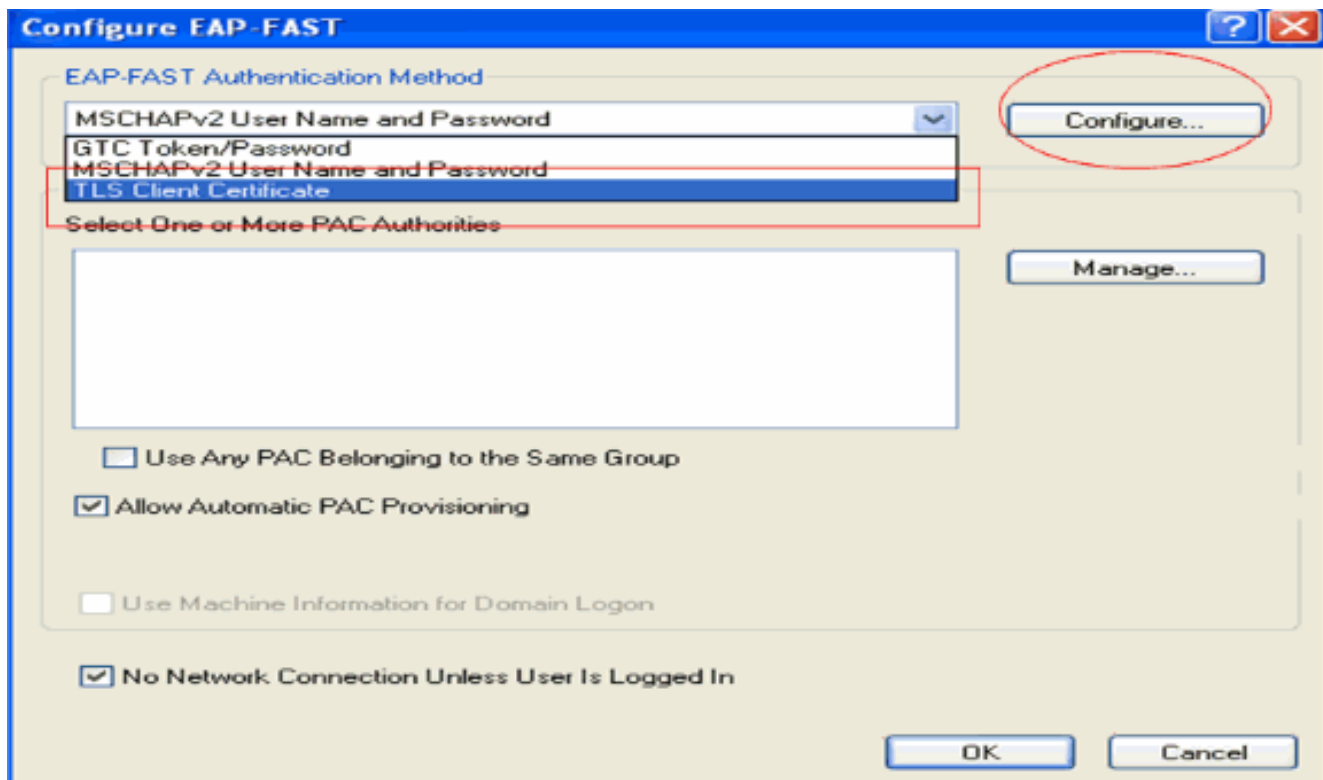 Configure EAP-FAST
EAP-FAST Authentication Method
MSCHAPv2 User Name and Password
Configure...
GTC Token/Password
MSCHAPv2 User Name and Password
TLS Client Certificate
Select One or More PAC Authorities
Manage...
Use Any PAC Belonging to the Same Group
Allow Automatic PAC Provisioning
Use Machine Information for Domain Logon
No Network Connection Unless User Is Logged In
OK
Cancel